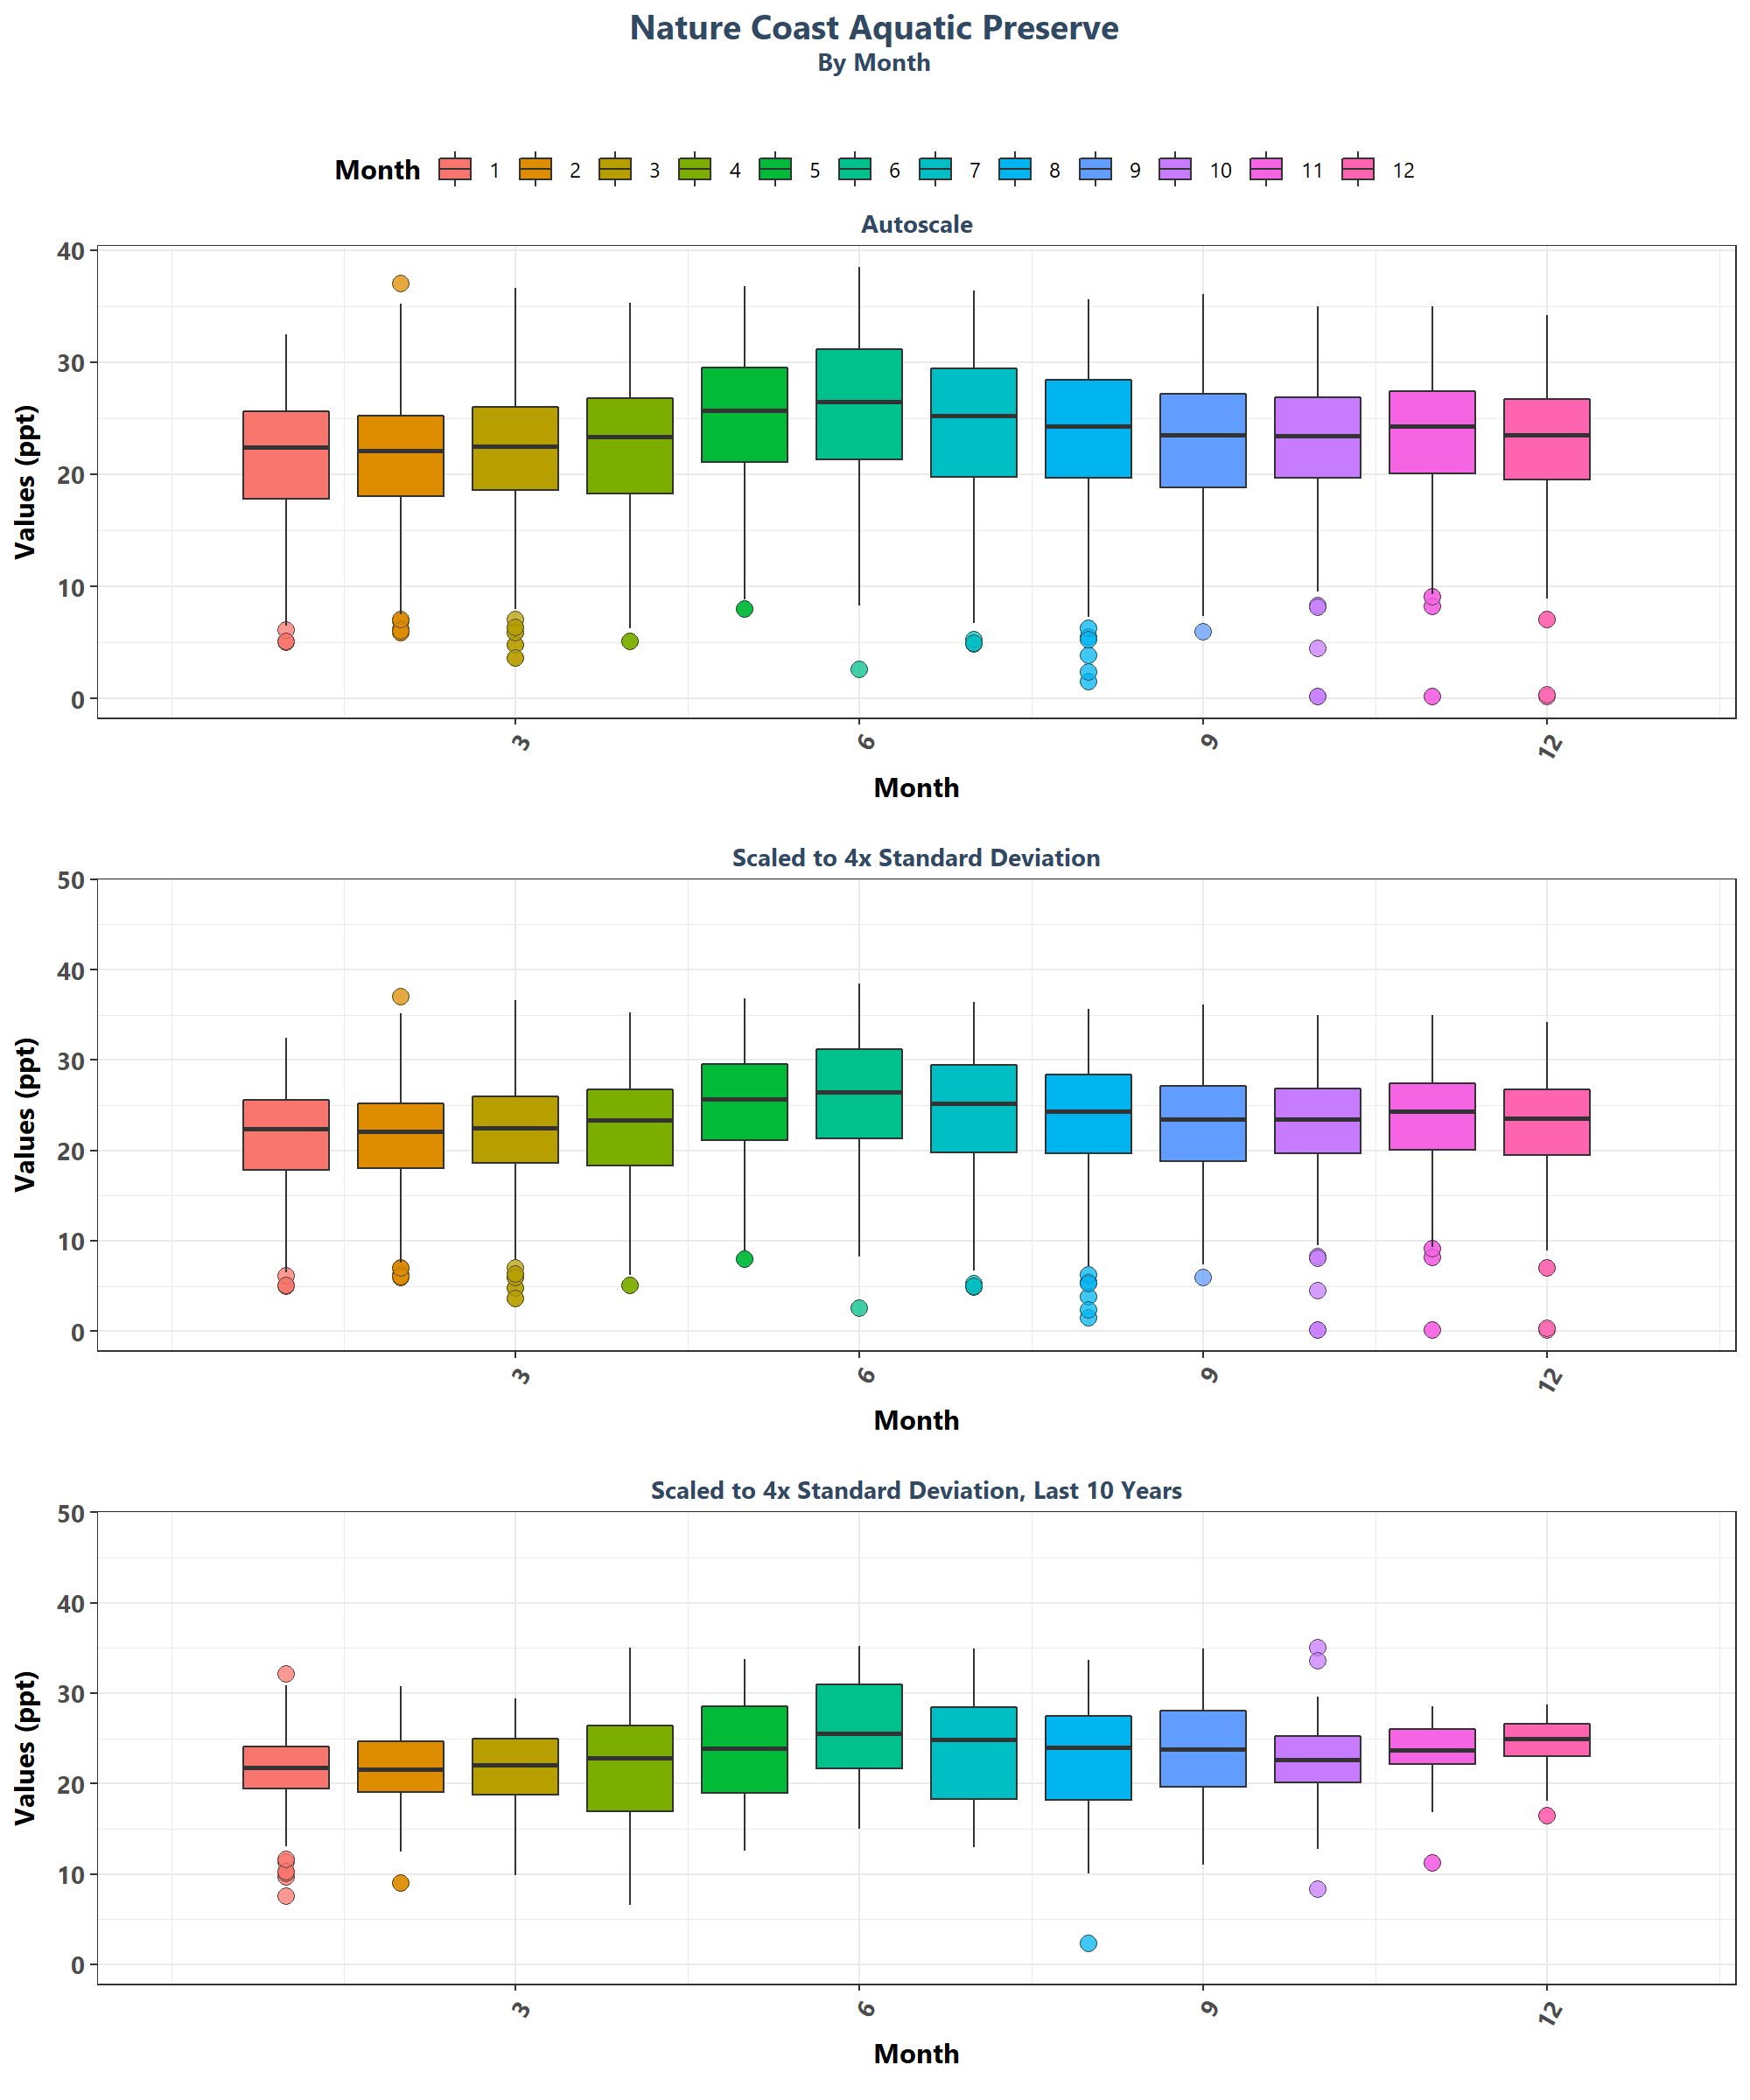 Nature Coast Aquatic Preserve
By Month
Month 1 2 3 4 5 6 7 8 9 10 11 12
Autoscale
40
30
20
10
0
Values (ppt)
3 6 9 12
Month
Scaled to 4x Standard Deviation
50
40
30
20
10
0
Values (ppt)
3 6 9 12
Month
Scaled to 4x Standard Deviation, Last 10 Years
50
40
30
20
10
0
Values (ppt)
3 6 9 12
Month